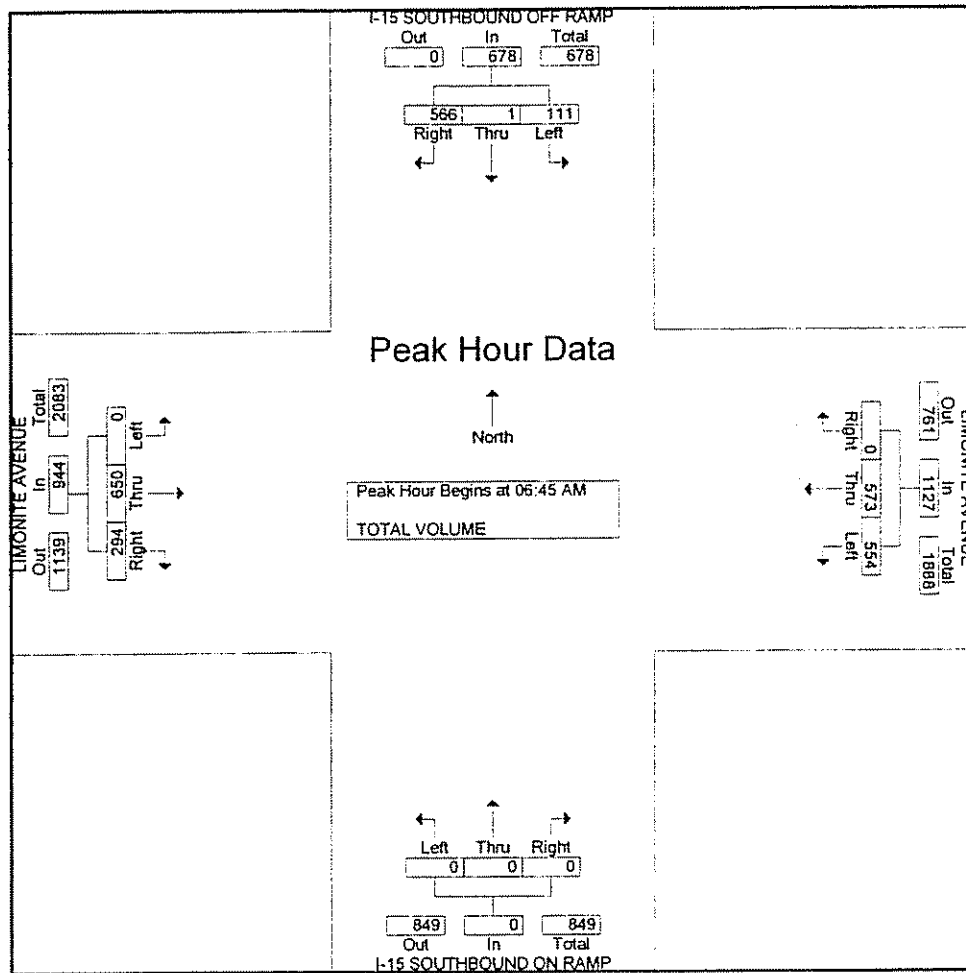 I-15 SOUTHBOUND OFF RAMP
Out In Total
0 678 678
566 1 111
Right Thru Left
Peak Hour Data
North
Peak Hour Begins at 06:45 AM
TOTAL VOLUME
LIMONITE AVENUE
Out In Total
1139 944 2083
294 650 0
Right Thru Left
LIMONITE AVENUE
Out In Total
761 1127 1888
0 573 554
Right Thru Left
Left Thru Right
0 0 0
849 0 849
Out In Total
I-15 SOUTHBOUND ON RAMP